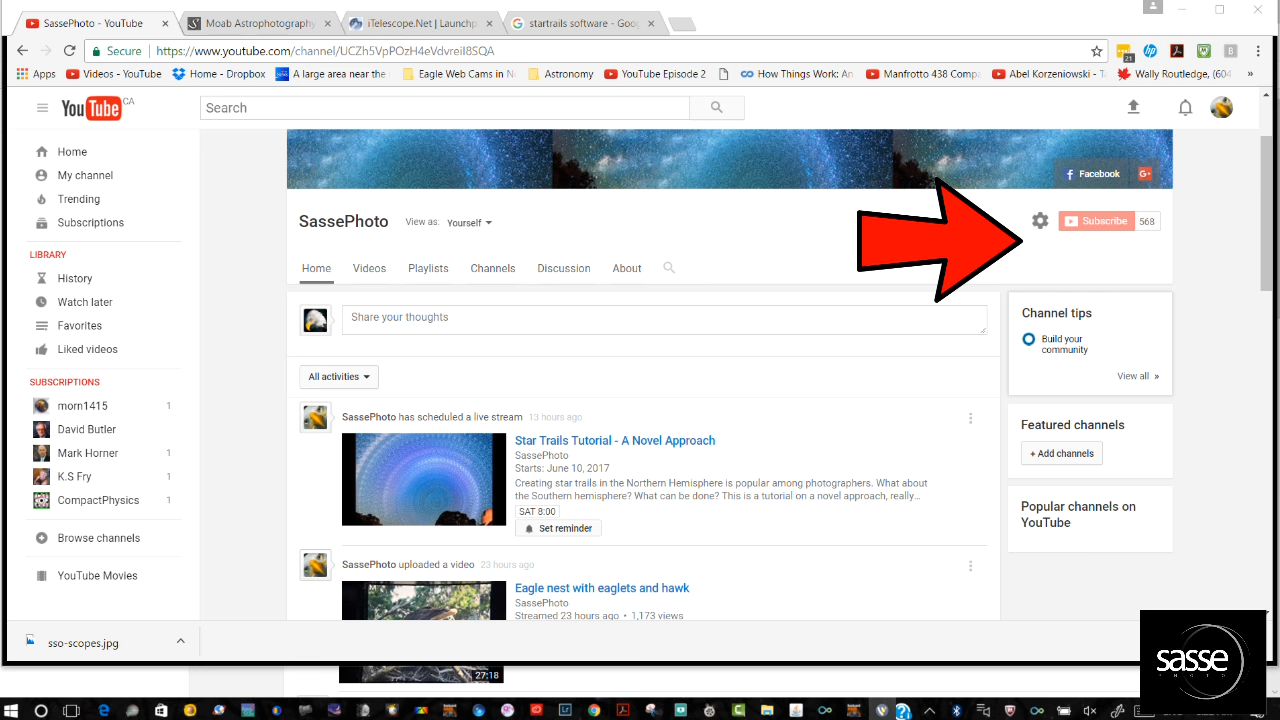 SassePhoto - YouTube
Moab Astrophotography
iTelescope.Net | Launchp
startrails software - Goo
Secure
https://www.youtube.com/channel/UCZh5VpPOzH4eVdvreiI8SQA
21
Apps
Videos - YouTube
Home - Dropbox
A large area near the
Eagle Web Cams in N
Astronomy
YouTube Episode 2
How Things Work: An
Manfrotto 438 Comp
Abel Korzeniowski - T
Wally Routledge, (604
»
YouTube CA
Search
Home
My channel
Trending
Subscriptions
LIBRARY
History
Watch later
Favorites
Liked videos
SUBSCRIPTIONS
morn1415 1
David Butler
Mark Horner 1
K.S Fry 1
CompactPhysics 1
Browse channels
YouTube Movies
Facebook
G+
SassePhoto
View as: Yourself
Subscribe 568
Home Videos Playlists Channels Discussion About
Share your thoughts
All activities
SassePhoto has scheduled a live stream 13 hours ago
Star Trails Tutorial - A Novel Approach
SassePhoto
Starts: June 10, 2017
Creating star trails in the Northern Hemisphere is popular among photographers. What about
the Southern hemisphere? What can be done? This is a tutorial on a novel approach, really...
SAT 8:00
Set reminder
SassePhoto uploaded a video 23 hours ago
Eagle nest with eaglets and hawk
SassePhoto
Streamed 23 hours ago • 1,173 views
Channel tips
Build your
community
View all »
Featured channels
+ Add channels
Popular channels on
YouTube
sso-scopes.jpg
27:18
sasse
PHOTO